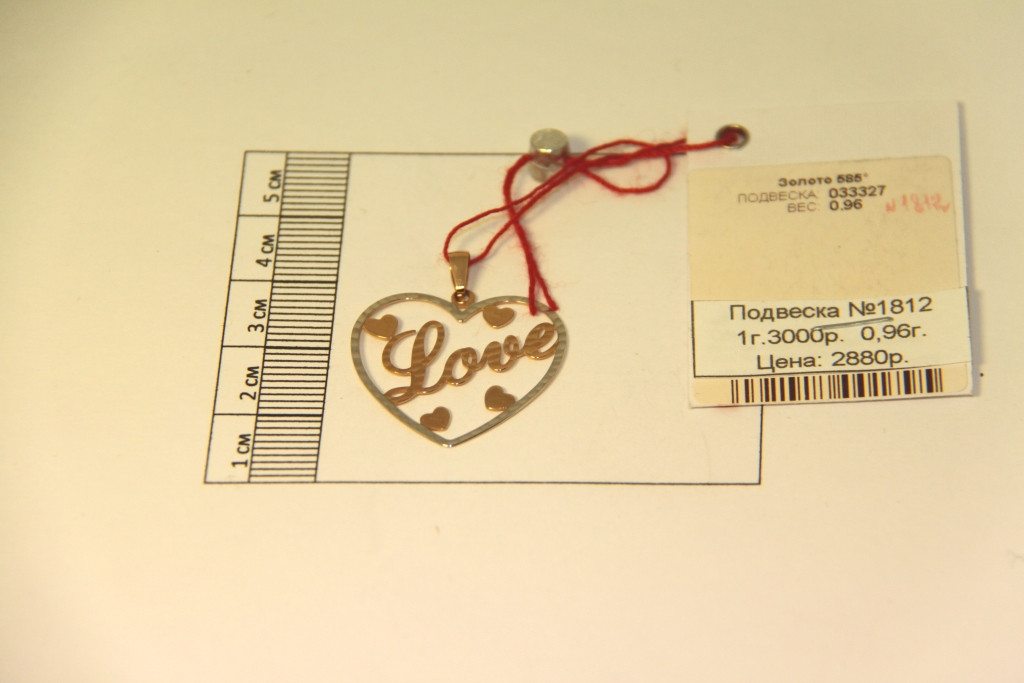 5 см
4 см
3 см
2 см
1 см
Love
Золото 585°
ПОДВЕСКА: 033327
ВЕС: 0.96
N1812
Подвеска №1812
1г.3000р. 0,96г.
Цена: 2880р.